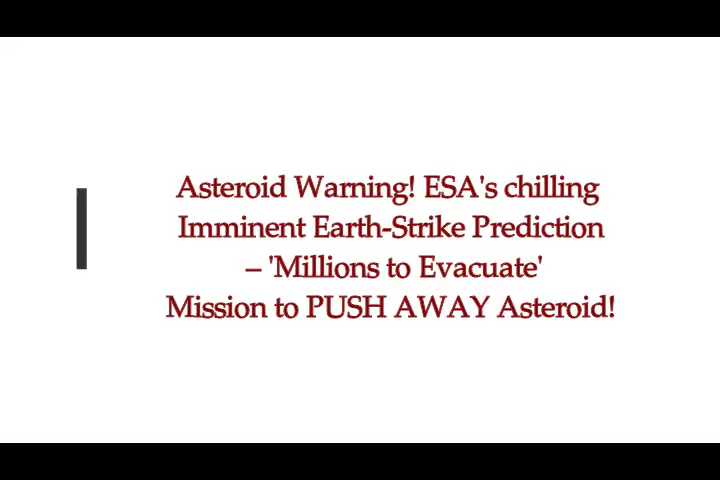 Asteroid Warning! ESA's chilling
Imminent Earth-Strike Prediction
– 'Millions to Evacuate'
Mission to PUSH AWAY Asteroid!